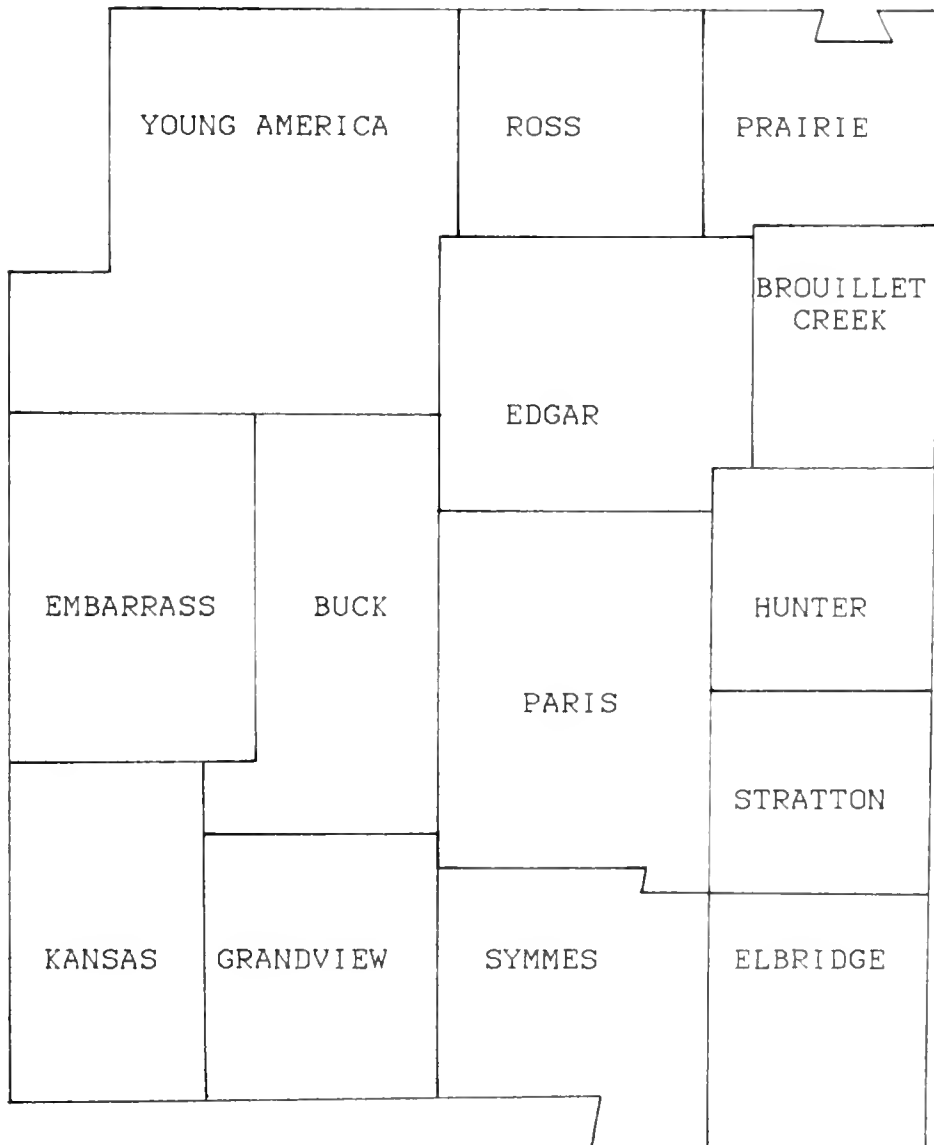 YOUNG AMERICA
ROSS
PRAIRIE
BROUILLET
CREEK
EDGAR
EMBARRASS
BUCK
HUNTER
PARIS
STRATTON
KANSAS
GRANDVIEW
SYMMES
ELBRIDGE